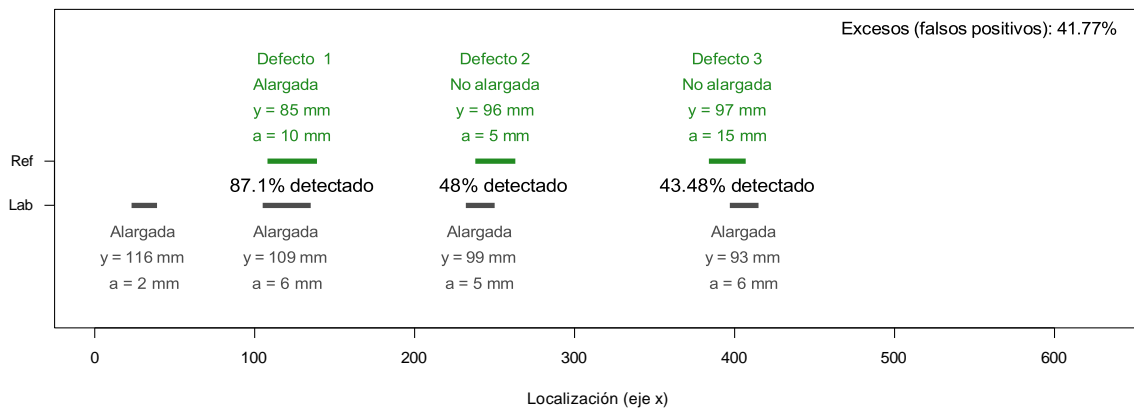 Excesos (falsos positivos): 41.77%
Defecto 1
Alargada
y = 85 mm
a = 10 mm
Defecto 2
No alargada
y = 96 mm
a = 5 mm
Defecto 3
No alargada
y = 97 mm
a = 15 mm
Ref
87.1% detectado
48% detectado
43.48% detectado
Lab
Alargada
y = 116 mm
a = 2 mm
Alargada
y = 109 mm
a = 6 mm
Alargada
y = 99 mm
a = 5 mm
Alargada
y = 93 mm
a = 6 mm
0 100 200 300 400 500 600
Localización (eje x)